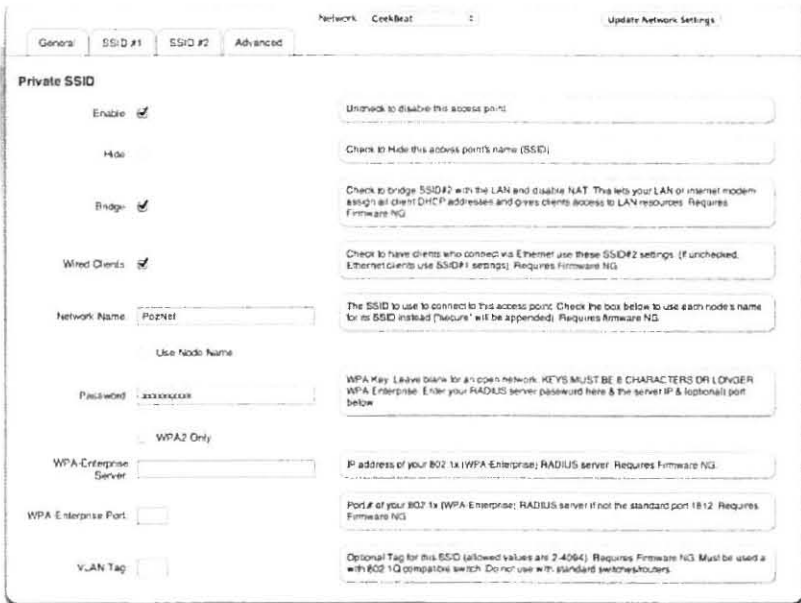 Network GeekBeat
Update Network Settings
General SSID #1 SSID #2 Advanced
Private SSID
Enable
Uncheck to disable this access point
Hide
Check to Hide this access point's name (SSID)
Bridge
Check to bridge SSID#2 with the LAN and disable NAT. This lets your LAN or internet modem
assign all client DHCP addresses and gives clients access to LAN resources. Requires
Firmware NG
Wired Clients
Check to have clients who connect via Ethernet use these SSID#2 settings. (If unchecked,
Ethernet clients use SSID#1 settings). Requires Firmware NG
Network Name PozNet
The SSID to use to connect to this access point. Check the box below to use each node's name
for its SSID instead ("secure" will be appended). Requires firmware NG.
Use Node Name
Password
WPA Key. Leave blank for an open network. KEYS MUST BE 8 CHARACTERS OR LONGER
WPA-Enterprise: Enter your RADIUS server password here & the server IP & (optional) port
below
WPA2 Only
WPA-Enterprise
Server
IP address of your 802.1x (WPA-Enterprise) RADIUS server. Requires Firmware NG.
WPA-Enterprise Port
Port # of your 802.1x (WPA-Enterprise) RADIUS server if not the standard port 1812. Requires
Firmware NG
VLAN Tag
Optional Tag for this SSID (allowed values are 2-4094). Requires Firmware NG. Must be used a
with 802.1Q compatible switch. Do not use with standard switches/routers.